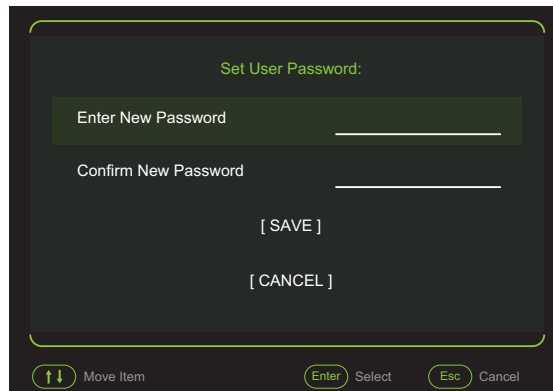 Set User Password:
Enter New Password
Confirm New Password
[ SAVE ]
[ CANCEL ]
↑↓ Move Item Enter Select Esc Cancel